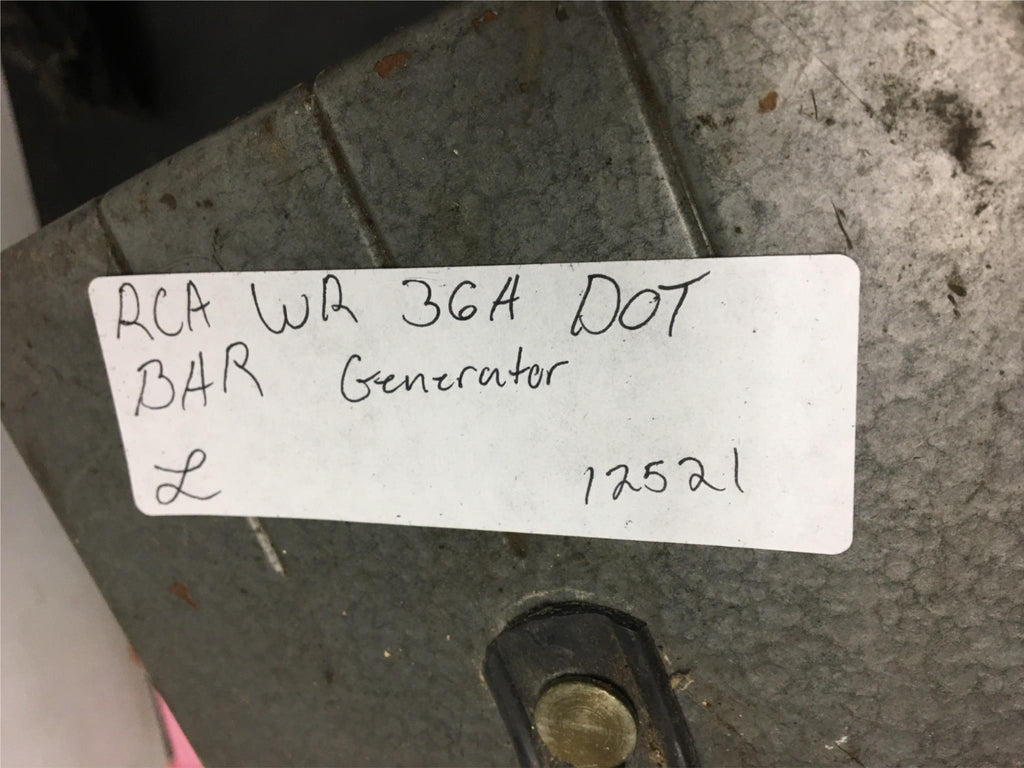 RCA WR 36A DOT
BAR Generator
L 12521